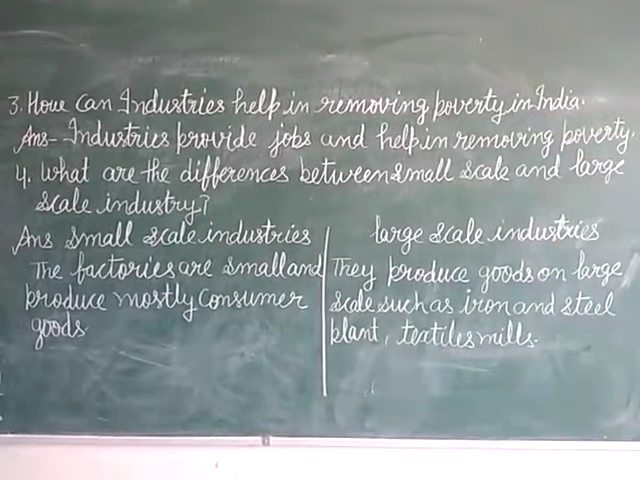 3. How can Industries help in removing poverty in India.
Ans- Industries provide jobs and help in removing poverty.
4. What are the differences between small scale and large
scale industry?
Ans small scale industries
The factories are small and
produce mostly consumer
goods.
large scale industries
They produce goods on large
scale such as iron and steel
plant, textiles mills.